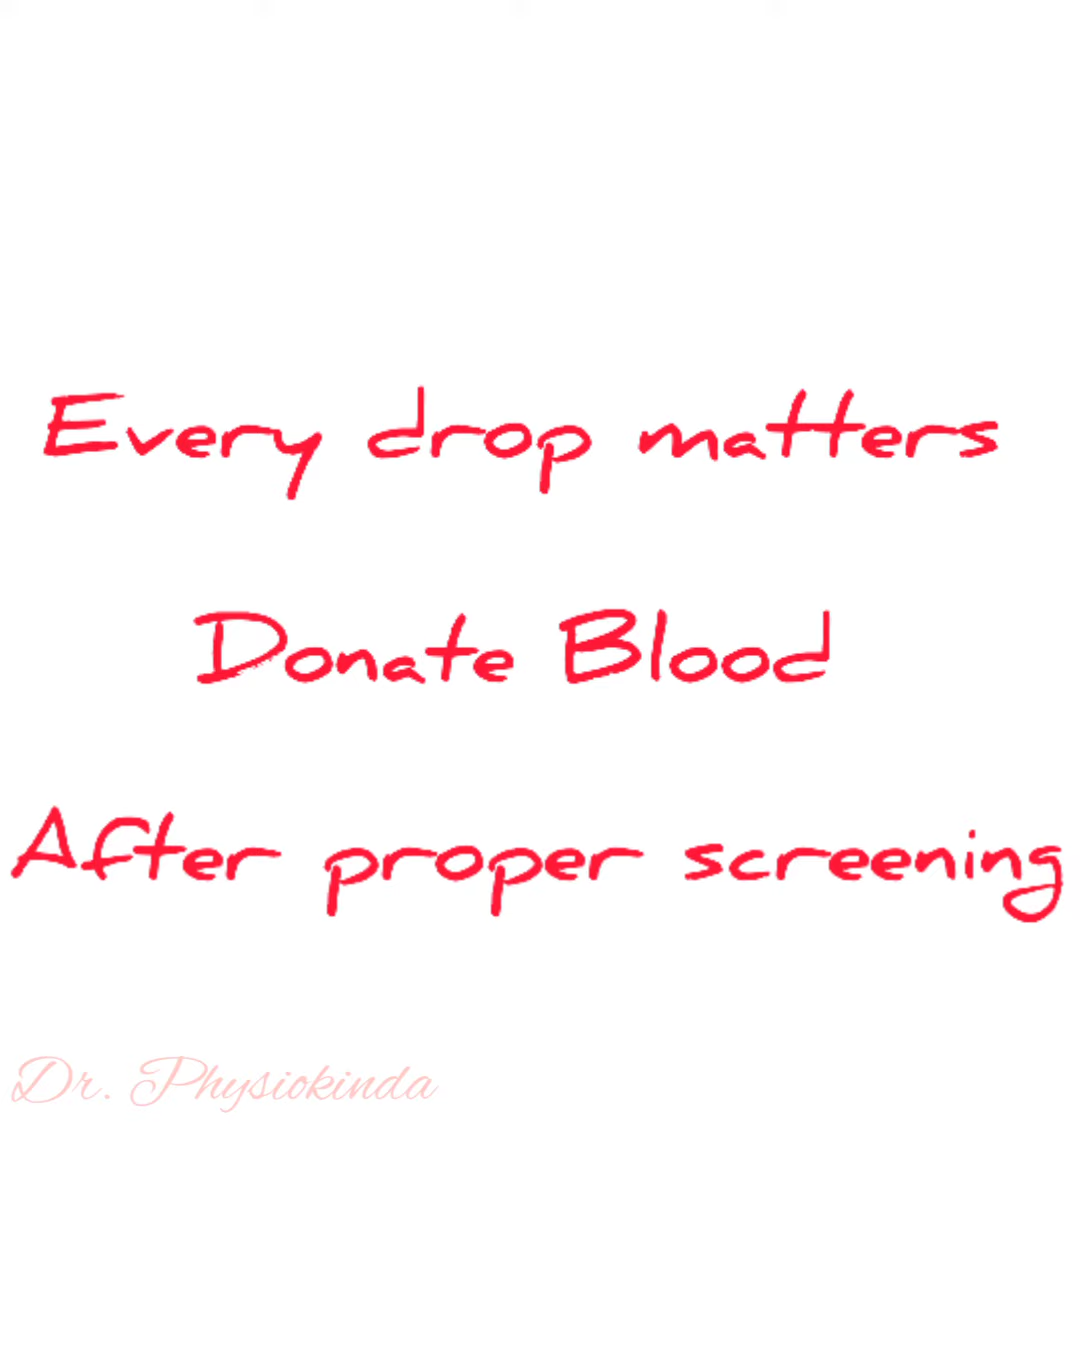 Every drop matters
Donate Blood
After proper screening
Dr. Physiokinda